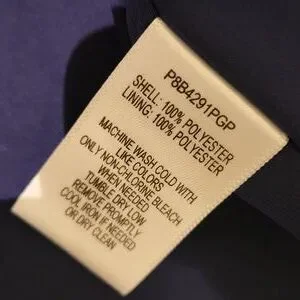 P8B4291PGP
SHELL: 100% POLYESTER
LINING: 100% POLYESTER
MACHINE WASH COLD WITH
LIKE COLORS
ONLY NON-CHLORINE BLEACH
WHEN NEEDED
TUMBLE DRY LOW
REMOVE PROMPTLY
COOL IRON IF NEEDED
OR DRY CLEAN